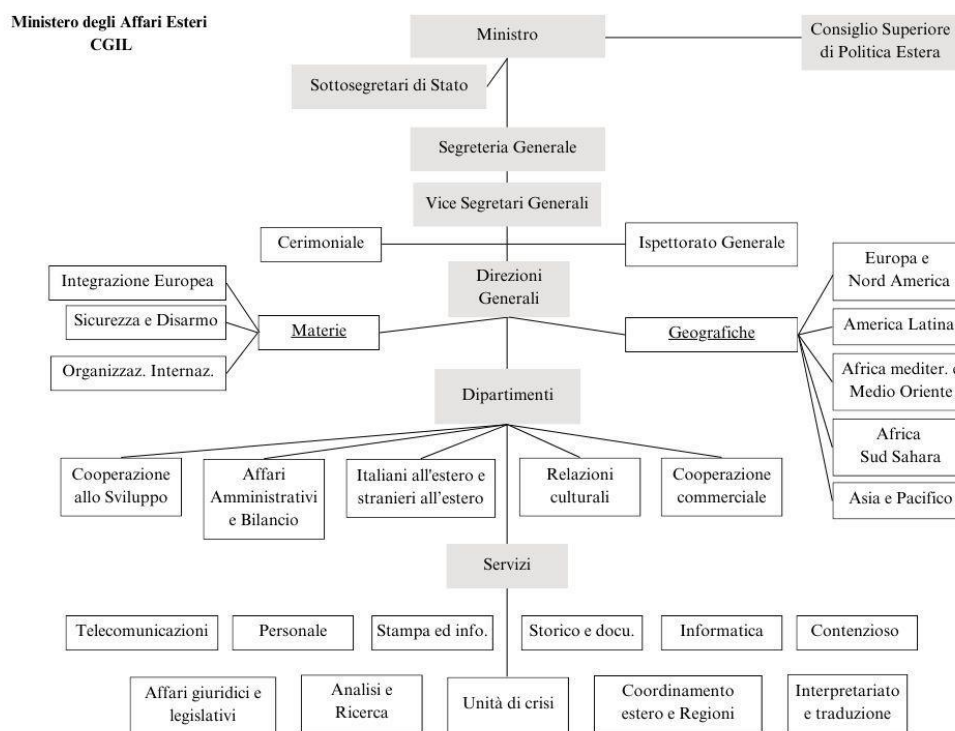 Ministero degli Affari Esteri
CGIL
Ministro
Consiglio Superiore
di Politica Estera
Sottosegretari di Stato
Segreteria Generale
Vice Segretari Generali
Cerimoniale
Ispettorato Generale
Direzioni
Generali
Integrazione Europea
Sicurezza e Disarmo
Organizzaz. Internaz.
Materie
Geografiche
Europa e
Nord America
America Latina
Africa mediter. e
Medio Oriente
Africa
Sud Sahara
Asia e Pacifico
Dipartimenti
Cooperazione
allo Sviluppo
Affari
Amministrativi
e Bilancio
Italiani all'estero e
stranieri all’estero
Relazioni
culturali
Cooperazione
commerciale
Servizi
Telecomunicazioni
Personale
Stampa ed info.
Storico e docu.
Informatica
Contenzioso
Affari giuridici e
legislativi
Analisi e
Ricerca
Unità di crisi
Coordinamento
estero e Regioni
Interpretariato
e traduzione